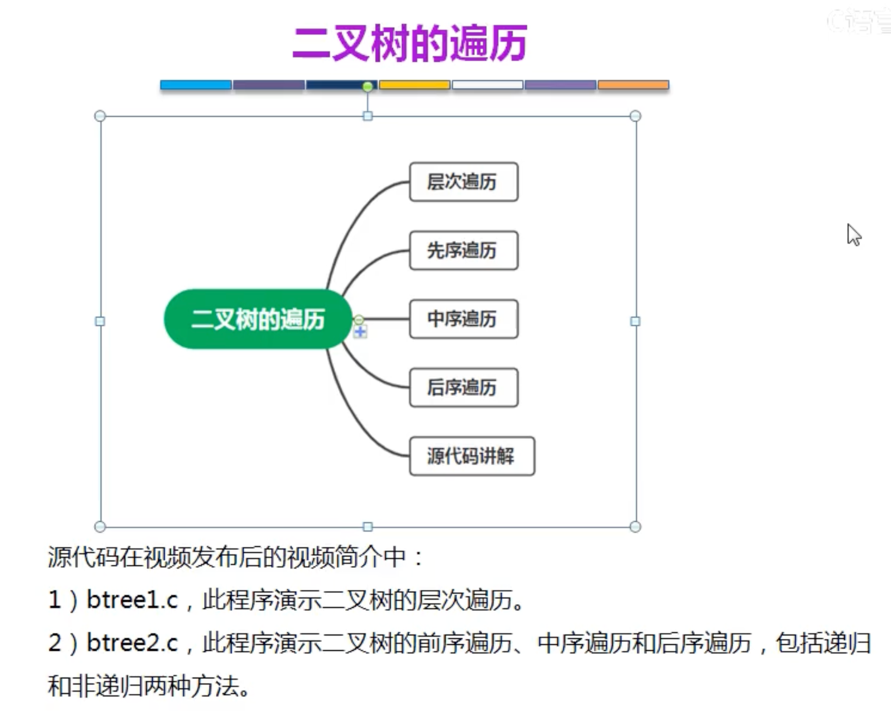 二叉树的遍历
层次遍历
先序遍历
二叉树的遍历
中序遍历
后序遍历
源代码讲解
源代码在视频发布后的视频简介中：
1）btree1.c，此程序演示二叉树的层次遍历。
2）btree2.c，此程序演示二叉树的前序遍历、中序遍历和后序遍历，包括递归
和非递归两种方法。